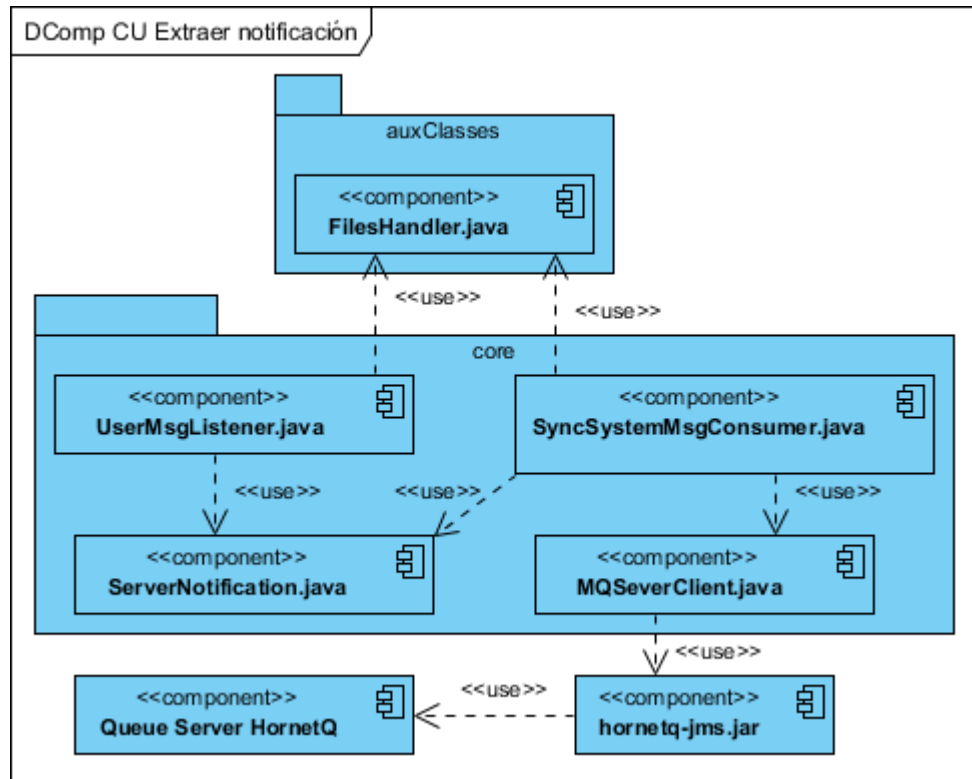 DComp CU Extraer notificación
auxClasses
<<component>>
FilesHandler.java
<<use>>
<<use>>
core
<<component>>
UserMsgListener.java
<<component>>
SyncSystemMsgConsumer.java
<<use>>
<<use>>
<<use>>
<<component>>
ServerNotification.java
<<component>>
MQSeverClient.java
<<use>>
<<component>>
Queue Server HornetQ
<<use>>
<<component>>
hornetq-jms.jar